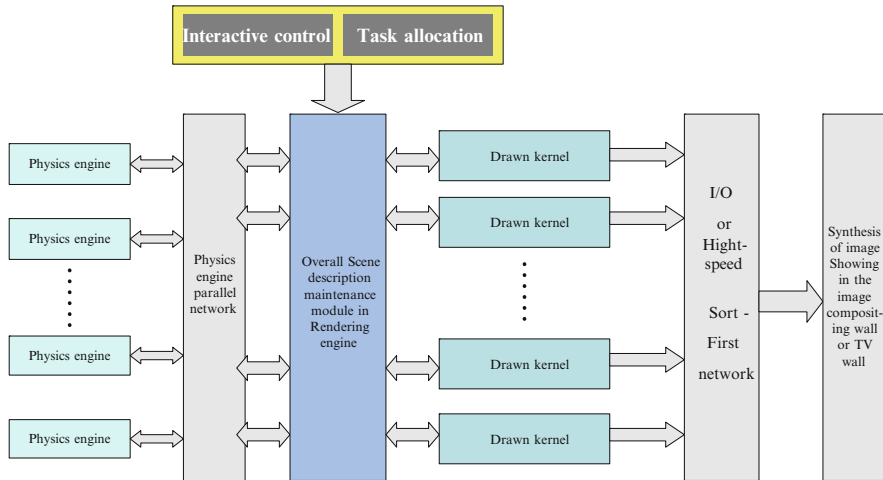 Interactive control
Task allocation
Physics engine
Physics engine
Physics engine
Physics engine
Physics
engine
parallel
network
Overall Scene
description
maintenance
module in
Rendering
engine
Drawn kernel
Drawn kernel
Drawn kernel
Drawn kernel
I/O
or
Hight-
speed
Sort -
First
network
Synthesis
of image
Showing
in the
image
composit-
ing wall
or TV
wall